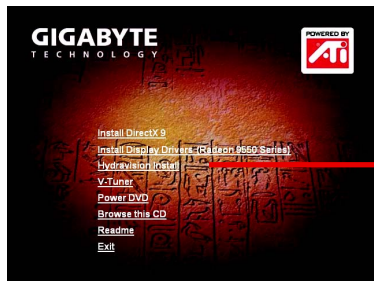 GIGABYTE
TECHNOLOGY
POWERED BY
ATi
Install DirectX 9
Install Display Drivers (Radeon 9550 Series)
Hydravision Install
V-Tuner
Power DVD
Browse this CD
Readme
Exit